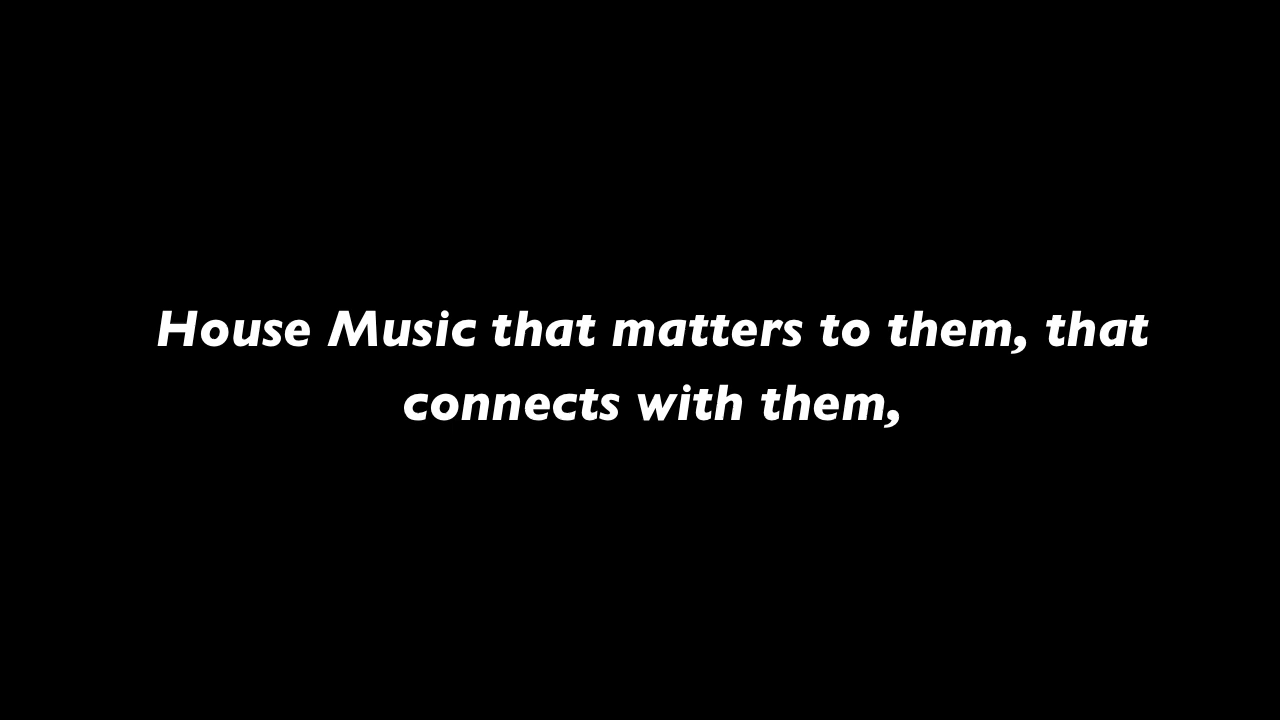 House Music that matters to them, that
connects with them,